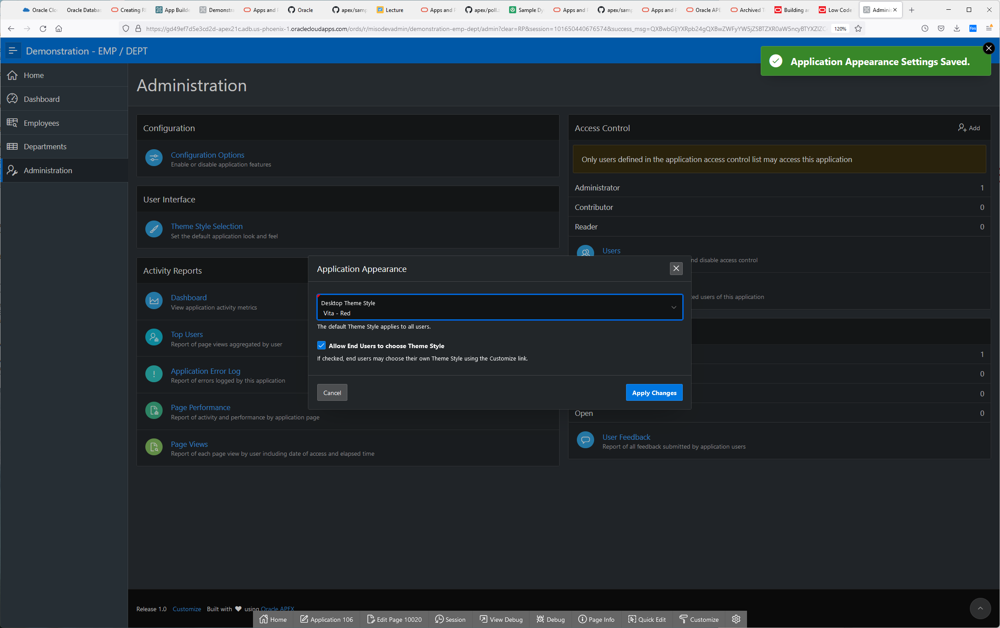 Oracle Clo
Oracle Databas
Creating R
App Builde
Demonstra
Apps and
Oracle
apex/samp
Lecture
Apps and
apex/poll.z
Sample Dy
Apps and
apex/samp
Apps and
Oracle APE
Archived T
Building a
Low Code
Adminis
https://gd49ef7d5e3cd2d-apex21c.adb.us-phoenix-1.oraclecloudapps.com/ords/r/misodevadmin/demonstration-emp-dept/admin?clear=RP&session=101650440676574&success_msg=
120%
fos
Demonstration - EMP / DEPT
Application Appearance Settings Saved.
Home
Dashboard
Employees
Departments
Administration
Administration
Configuration
Configuration Options
Enable or disable application features
User Interface
Theme Style Selection
Set the default application look and feel
Activity Reports
Dashboard
View application activity metrics
Top Users
Report of page views aggregated by user
Application Error Log
Report of errors logged by this application
Page Performance
Report of activity and performance by application page
Page Views
Report of each page view by user including date of access and elapsed time
Access Control
Add
Only users defined in the application access control list may access this application
Administrator 1
Contributor 0
Reader 0
Users
nd disable access control
ted users of this application
1
0
0
Open 0
User Feedback
Report of all feedback submitted by application users
Application Appearance
Desktop Theme Style
Vita - Red
The default Theme Style applies to all users.
Allow End Users to choose Theme Style
If checked, end users may choose their own Theme Style using the Customize link.
Cancel
Apply Changes
Release 1.0 Customize Built with using Oracle APEX
Home
Application 106
Edit Page 10020
Session
View Debug
Debug
Page Info
Quick Edit
Customize